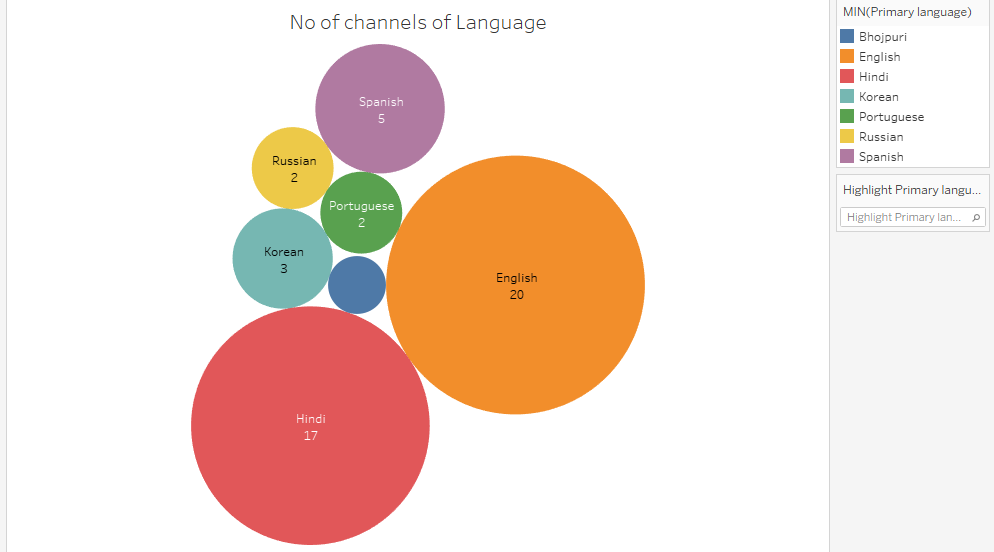 No of channels of Language
Spanish
5
Russian
2
Portuguese
2
Korean
3
English
20
Hindi
17
MIN(Primary language)
Bhojpuri
English
Hindi
Korean
Portuguese
Russian
Spanish
Highlight Primary langu...
Highlight Primary lan...